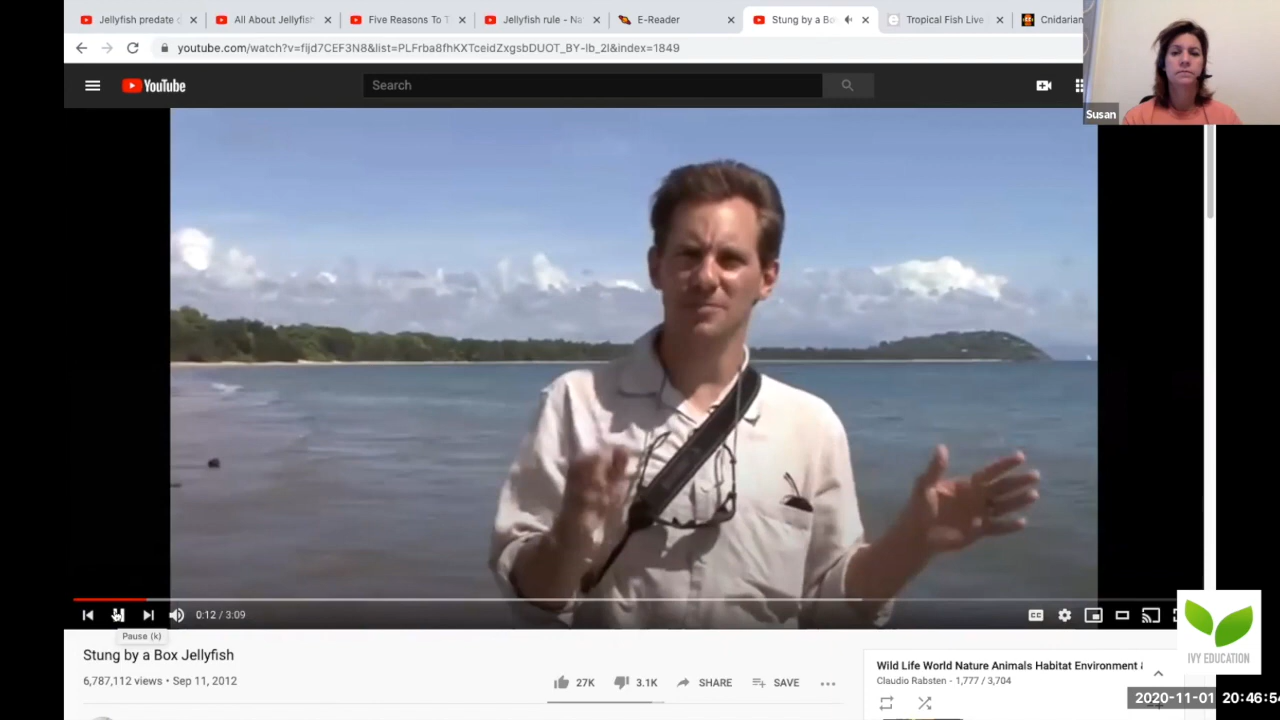 Jellyfish predate
All About Jellyfish
Five Reasons To T
Jellyfish rule - Na
E-Reader
Stung by a Bo
Tropical Fish Live
Cnidarian
youtube.com/watch?v=fijd7CEF3N8&list=PLFrba8fhKXTceidZxgsbDUOT_BY-Ib_2I&index=1849
YouTube
Search
Susan
0:12 / 3:09
CC
Pause (k)
Stung by a Box Jellyfish
6,787,112 views • Sep 11, 2012
27K
3.1K
SHARE
SAVE
Wild Life World Nature Animals Habitat Environment
Claudio Rabsten - 1,777 / 3,704
IVY EDUCATION
2020-11-01 20:46:54